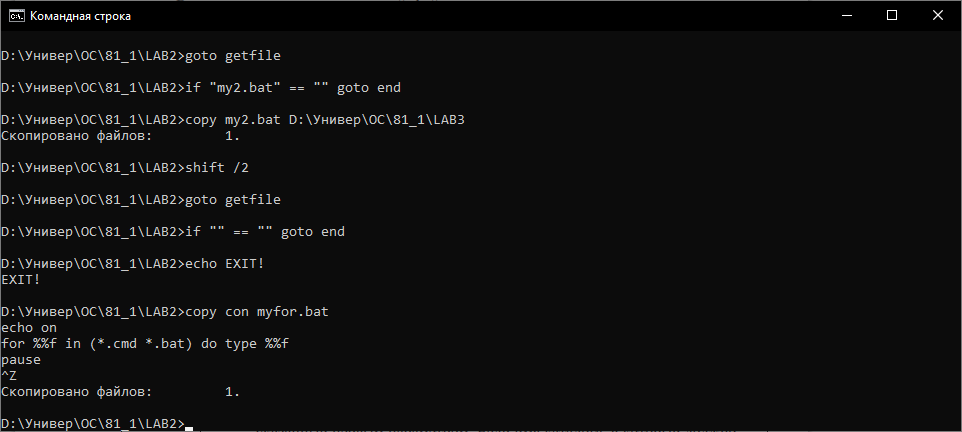 Командная строка
D:\Универ\ОС\81_1\LAB2>goto getfile
D:\Универ\ОС\81_1\LAB2>if "my2.bat" == "" goto end
D:\Универ\ОС\81_1\LAB2>copy my2.bat D:\Универ\ОС\81_1\LAB3
Скопировано файлов:         1.
D:\Универ\ОС\81_1\LAB2>shift /2
D:\Универ\ОС\81_1\LAB2>goto getfile
D:\Универ\ОС\81_1\LAB2>if "" == "" goto end
D:\Универ\ОС\81_1\LAB2>echo EXIT!
EXIT!
D:\Универ\ОС\81_1\LAB2>copy con myfor.bat
echo on
for %%f in (*.cmd *.bat) do type %%f
pause
^Z
Скопировано файлов:         1.
D:\Универ\ОС\81_1\LAB2>